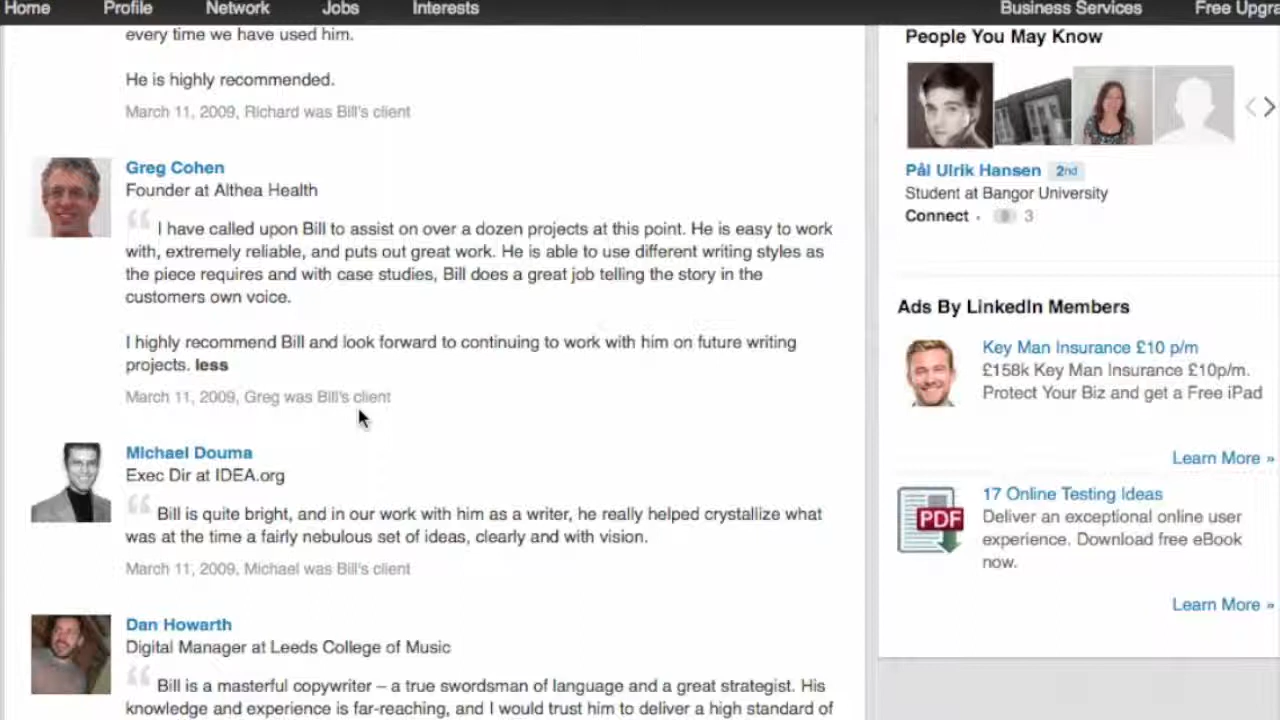 Home Profile Network Jobs Interests Business Services Free Upgra
every time we have used him.
He is highly recommended.
March 11, 2009, Richard was Bill's client
Greg Cohen
Founder at Althea Health
“ I have called upon Bill to assist on over a dozen projects at this point. He is easy to work
with, extremely reliable, and puts out great work. He is able to use different writing styles as
the piece requires and with case studies, Bill does a great job telling the story in the
customers own voice.
I highly recommend Bill and look forward to continuing to work with him on future writing
projects. less
March 11, 2009, Greg was Bill's client
Michael Douma
Exec Dir at IDEA.org
“ Bill is quite bright, and in our work with him as a writer, he really helped crystallize what
was at the time a fairly nebulous set of ideas, clearly and with vision.
March 11, 2009, Michael was Bill's client
Dan Howarth
Digital Manager at Leeds College of Music
“ Bill is a masterful copywriter – a true swordsman of language and a great strategist. His
knowledge and experience is far-reaching, and I would trust him to deliver a high standard of
People You May Know
Pål Ulrik Hansen 2nd
Student at Bangor University
Connect · 3
Ads By LinkedIn Members
Key Man Insurance £10 p/m
£158k Key Man Insurance £10p/m.
Protect Your Biz and get a Free iPad
Learn More »
PDF
17 Online Testing Ideas
Deliver an exceptional online user
experience. Download free eBook
now.
Learn More »